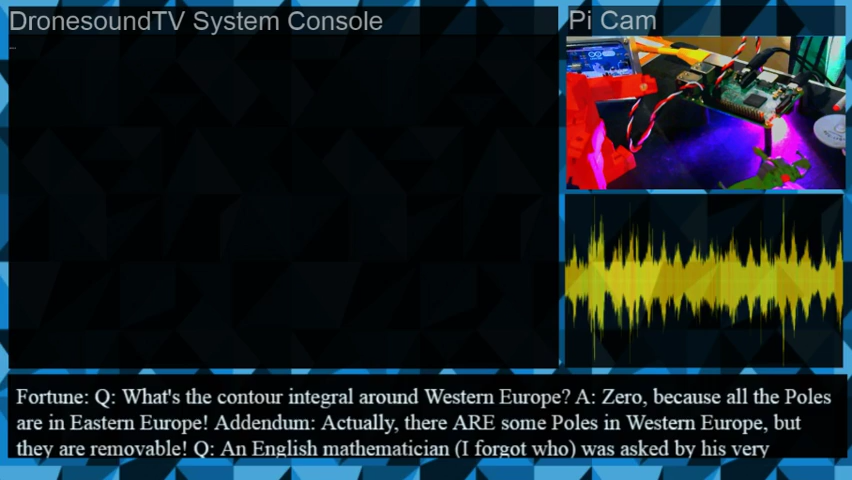 DronesoundTV System Console
Pi Cam
Fortune: Q: What's the contour integral around Western Europe? A: Zero, because all the Poles
are in Eastern Europe! Addendum: Actually, there ARE some Poles in Western Europe, but
they are removable! Q: An English mathematician (I forgot who) was asked by his very